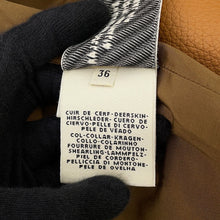 36
CUIR DE CERF-DEERSKIN-
HIRSCHLEDER-CUERO DE
CIERVO-PELLE DI CERVO-
PELE DE VEADO
COL-COLLAR-KRAGEN-
COLLO-COLARINHO
FOURRURE DE MOUTON-
SHEARLING-LAMMFELL-
PIEL DE CORDERO-
PELLICCIA DI MONTONE-
PELE DE OVELHA